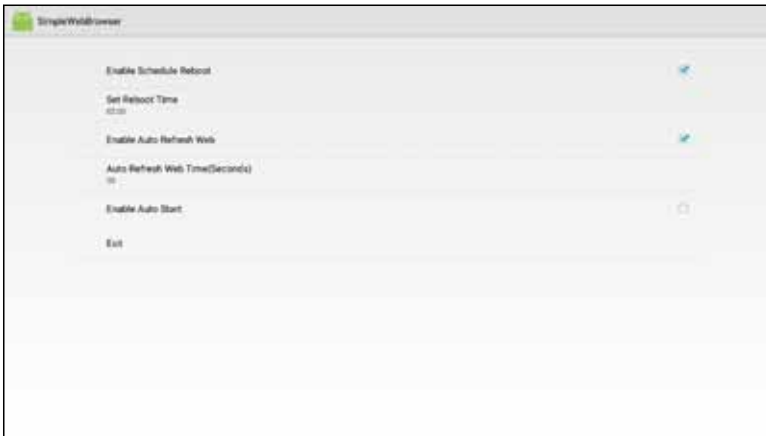 SimpleWebBrowser
Enable Schedule Reboot
Set Reboot Time
Enable Auto Refresh Web
Auto Refresh Web Time(Seconds)
Enable Auto Start
Exit